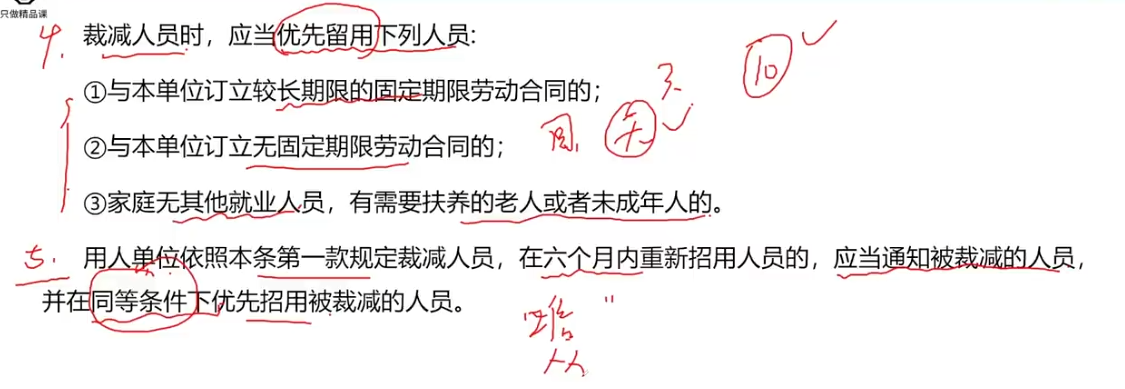 只做精品课
4. 裁减人员时，应当优先留用下列人员:
①与本单位订立较长期限的固定期限劳动合同的； 3 10
②与本单位订立无固定期限劳动合同的； 固 无
③家庭无其他就业人员，有需要扶养的老人或者未成年人的。
5. 用人单位依照本条第一款规定裁减人员，在六个月内重新招用人员的，应当通知被裁减的人员，
并在同等条件下优先招用被裁减的人员。